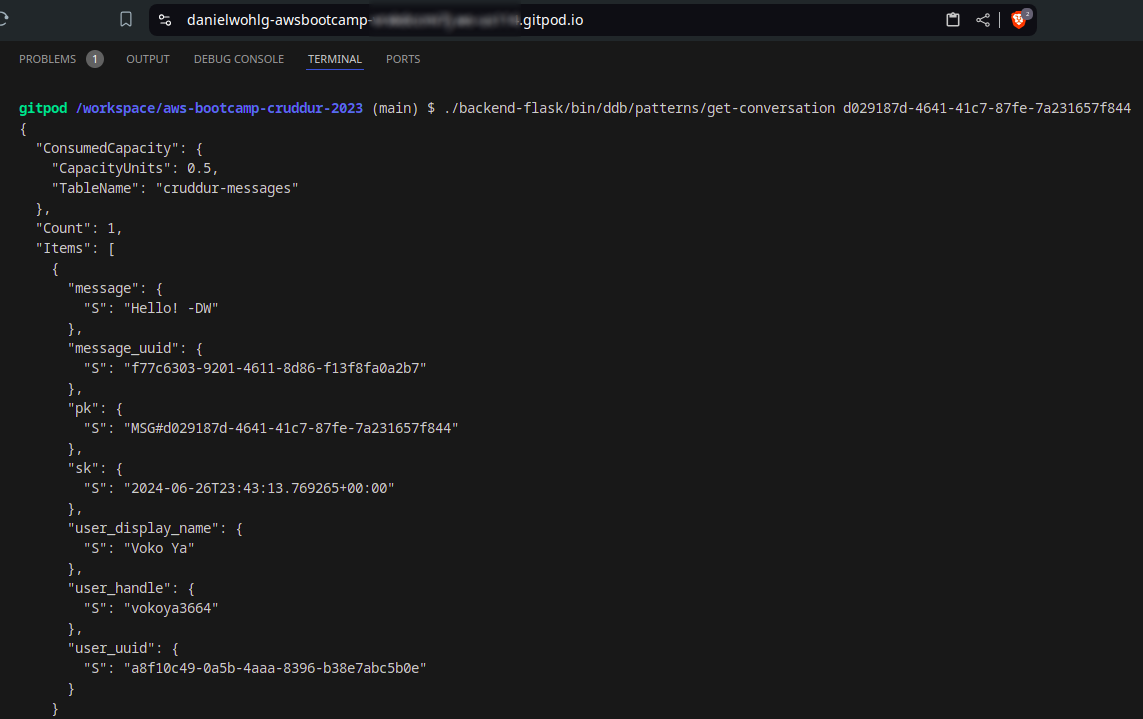 danielwohlg-awsbootcamp-.gitpod.io
2
PROBLEMS 1 OUTPUT DEBUG CONSOLE TERMINAL PORTS
gitpod /workspace/aws-bootcamp-cruddur-2023 (main) $ ./backend-flask/bin/ddb/patterns/get-conversation d029187d-4641-41c7-87fe-7a231657f844
{
  "ConsumedCapacity": {
    "CapacityUnits": 0.5,
    "TableName": "cruddur-messages"
  },
  "Count": 1,
  "Items": [
    {
      "message": {
        "S": "Hello! -DW"
      },
      "message_uuid": {
        "S": "f77c6303-9201-4611-8d86-f13f8fa0a2b7"
      },
      "pk": {
        "S": "MSG#d029187d-4641-41c7-87fe-7a231657f844"
      },
      "sk": {
        "S": "2024-06-26T23:43:13.769265+00:00"
      },
      "user_display_name": {
        "S": "Voko Ya"
      },
      "user_handle": {
        "S": "vokoya3664"
      },
      "user_uuid": {
        "S": "a8f10c49-0a5b-4aaa-8396-b38e7abc5b0e"
      }
    }